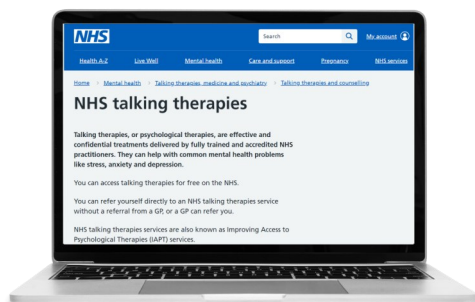 NHS
Search
My account
Health A-Z Live Well Mental health Care and support Pregnancy NHS services
Home > Mental health > Talking therapies, medicine and psychiatry > Talking therapies and counselling
NHS talking therapies
Talking therapies, or psychological therapies, are effective and
confidential treatments delivered by fully trained and accredited NHS
practitioners. They can help with common mental health problems
like stress, anxiety and depression.
You can access talking therapies for free on the NHS.
You can refer yourself directly to an NHS talking therapies service
without a referral from a GP, or a GP can refer you.
NHS talking therapies services are also known as Improving Access to
Psychological Therapies (IAPT) services.